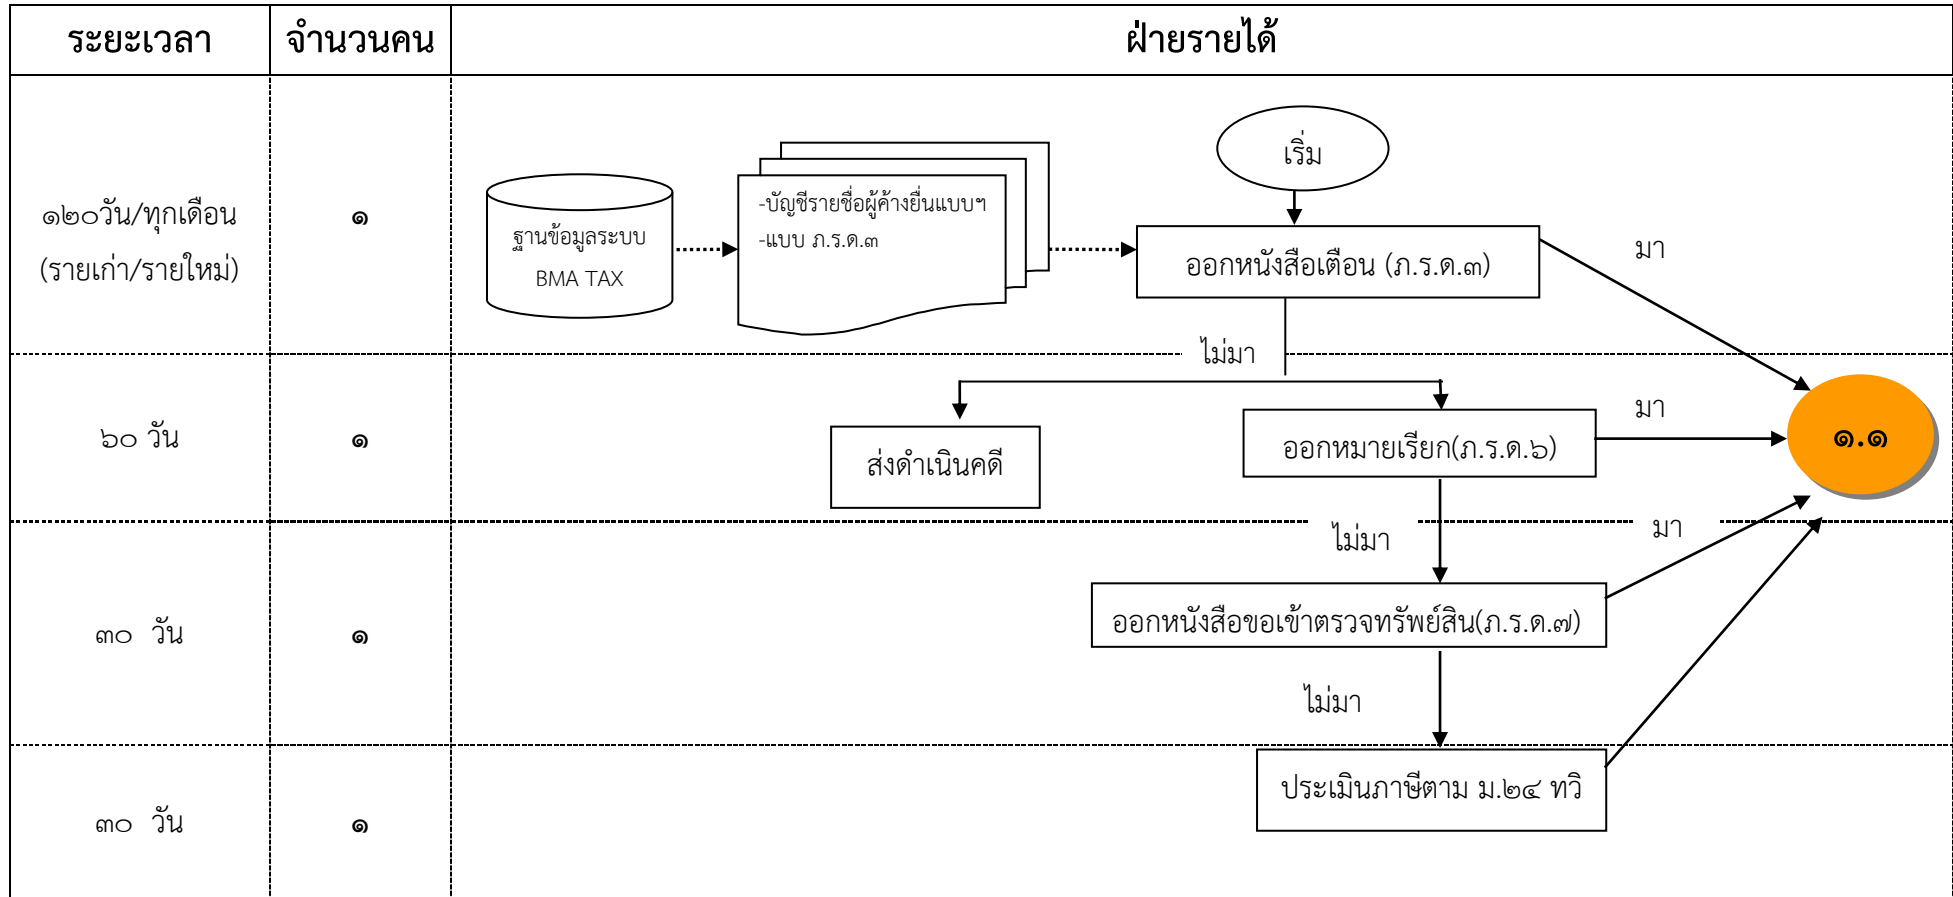 ระยะเวลา
จำนวนคน
ฝ่ายรายได้
เริ่ม
๑๒๐วัน/ทุกเดือน
(รายเก่า/รายใหม่)
๑
ฐานข้อมูลระบบ
BMA TAX
-บัญชีรายชื่อผู้ค้างยื่นแบบฯ
-แบบ ภ.ร.ด.๓
ออกหนังสือเตือน (ภ.ร.ด.๓)
มา
ไม่มา
๖๐ วัน
๑
ส่งดำเนินคดี
ออกหมายเรียก(ภ.ร.ด.๖)
มา
๑.๑
ไม่มา
มา
๓๐ วัน
๑
ออกหนังสือขอเข้าตรวจทรัพย์สิน(ภ.ร.ด.๗)
ไม่มา
๓๐ วัน
๑
ประเมินภาษีตาม ม.๒๔ ทวิ